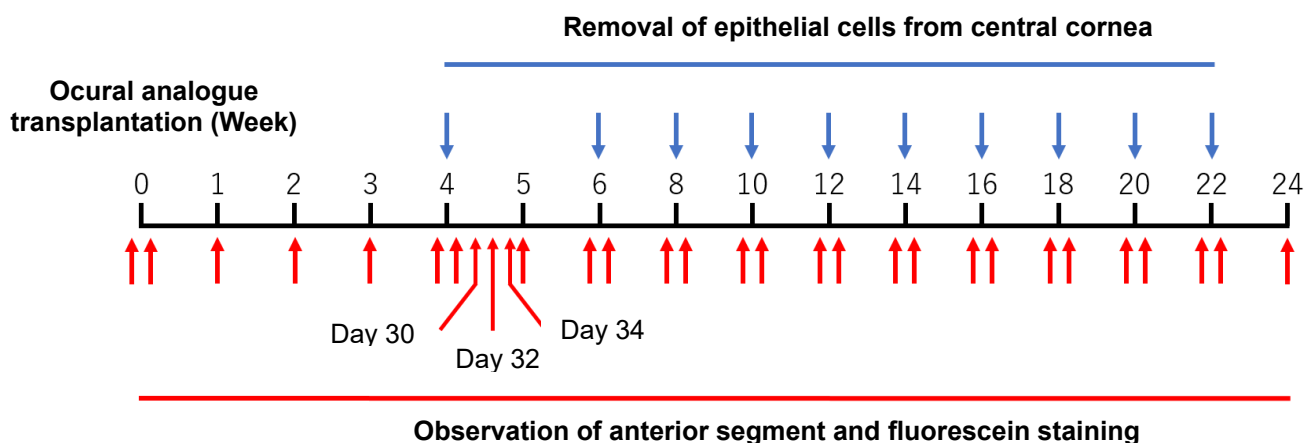 Removal of epithelial cells from central cornea
Ocural analogue
transplantation (Week)
0 1 2 3 4 5 6 8 10 12 14 16 18 20 22 24
Day 30
Day 32
Day 34
Observation of anterior segment and fluorescein staining